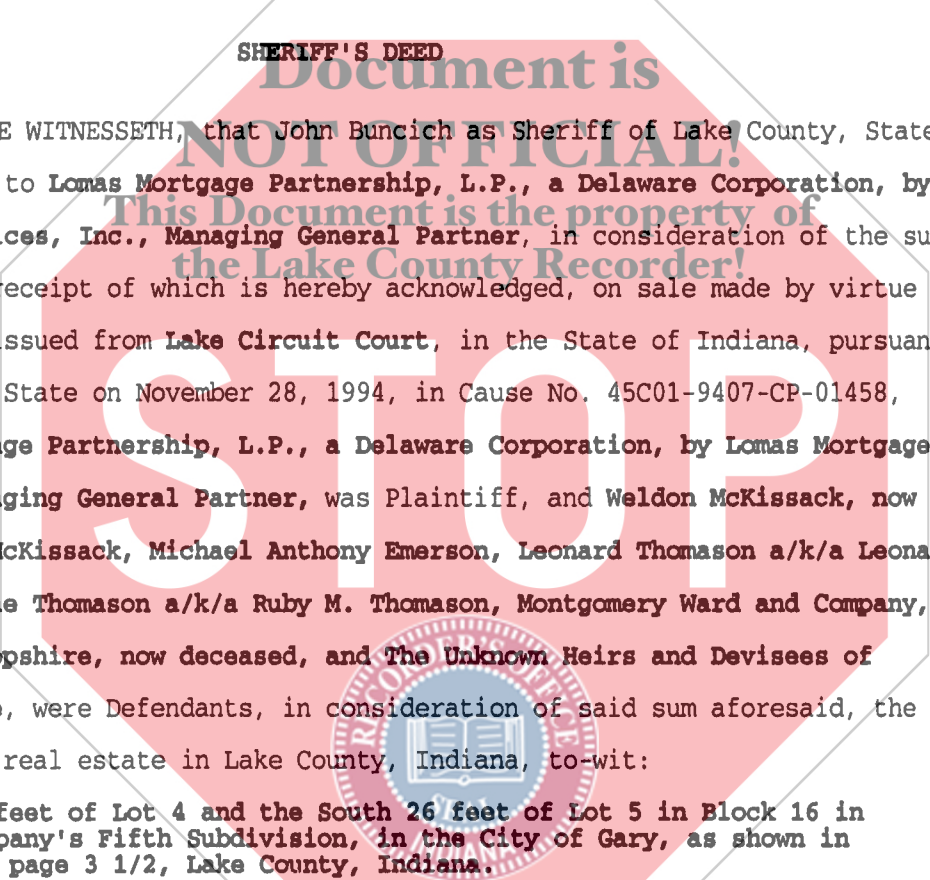 SHERIFF'S DEED
Document is
E WITNESSETH, that John Buncich as Sheriff of Lake County, State
NOT OFFICIAL!
to Lomas Mortgage Partnership, L.P., a Delaware Corporation, by
This Document is the property of
ices, Inc., Managing General Partner, in consideration of the su
the Lake County Recorder!
receipt of which is hereby acknowledged, on sale made by virtue
issued from Lake Circuit Court, in the State of Indiana, pursuan
State on November 28, 1994, in Cause No. 45C01-9407-CP-01458,
STOP
ge Partnership, L.P., a Delaware Corporation, by Lomas Mortgage
ging General Partner, was Plaintiff, and Weldon McKissack, now
McKissack, Michael Anthony Emerson, Leonard Thomason a/k/a Leona
e Thomason a/k/a Ruby M. Thomason, Montgomery Ward and Company,
pshire, now deceased, and The Unknown Heirs and Devisees of
RECORDER'S OFFICE
e, were Defendants, in consideration of said sum aforesaid, the
real estate in Lake County, Indiana, to-wit:
SEAL
feet of Lot 4 and the South 26 feet of Lot 5 in Block 16 in
pany's Fifth Subdivision, in the City of Gary, as shown in
INDIANA
page 3 1/2, Lake County, Indiana.